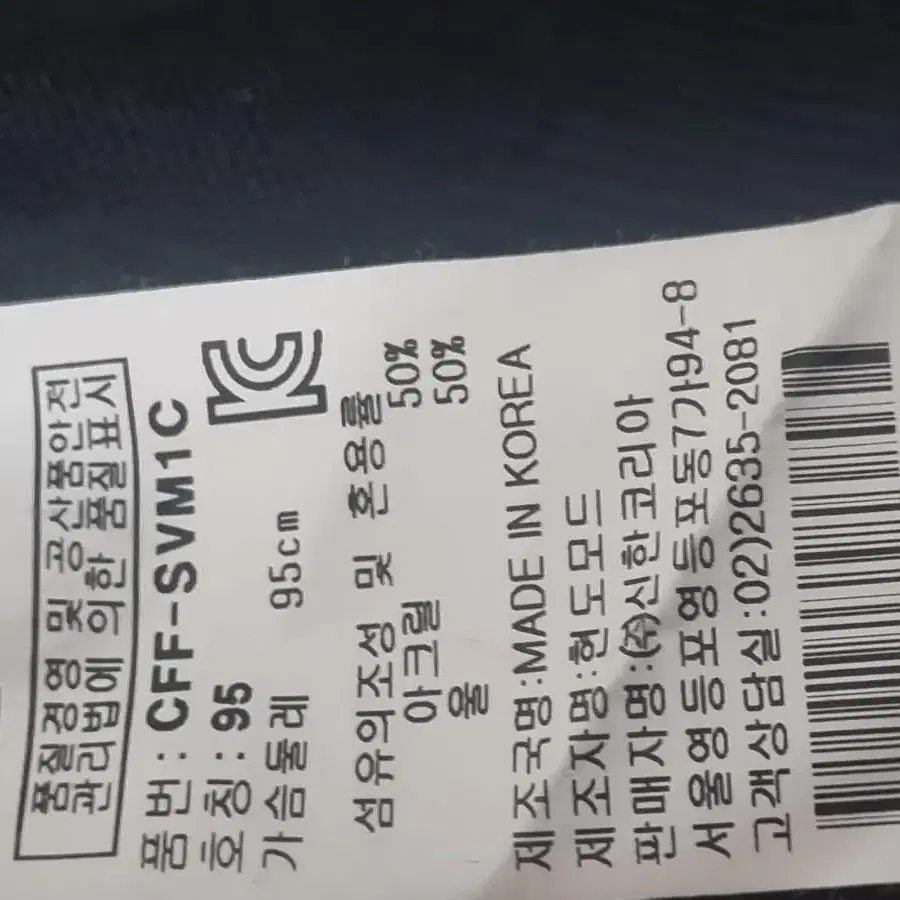 품질경영 및 공산품안전
관리법에 의한 품질표시
품번 : CFF-SVM1C
호칭 : 95
가슴둘레 95cm
섬유의조성 및 혼용률
아크릴 50%
울 50%
제조국명:MADE IN KOREA
제조자명:현도모드
판매자명:(주)신한코리아
서울영등포영등포동7가94-8
고객상담실:02)2635-2081